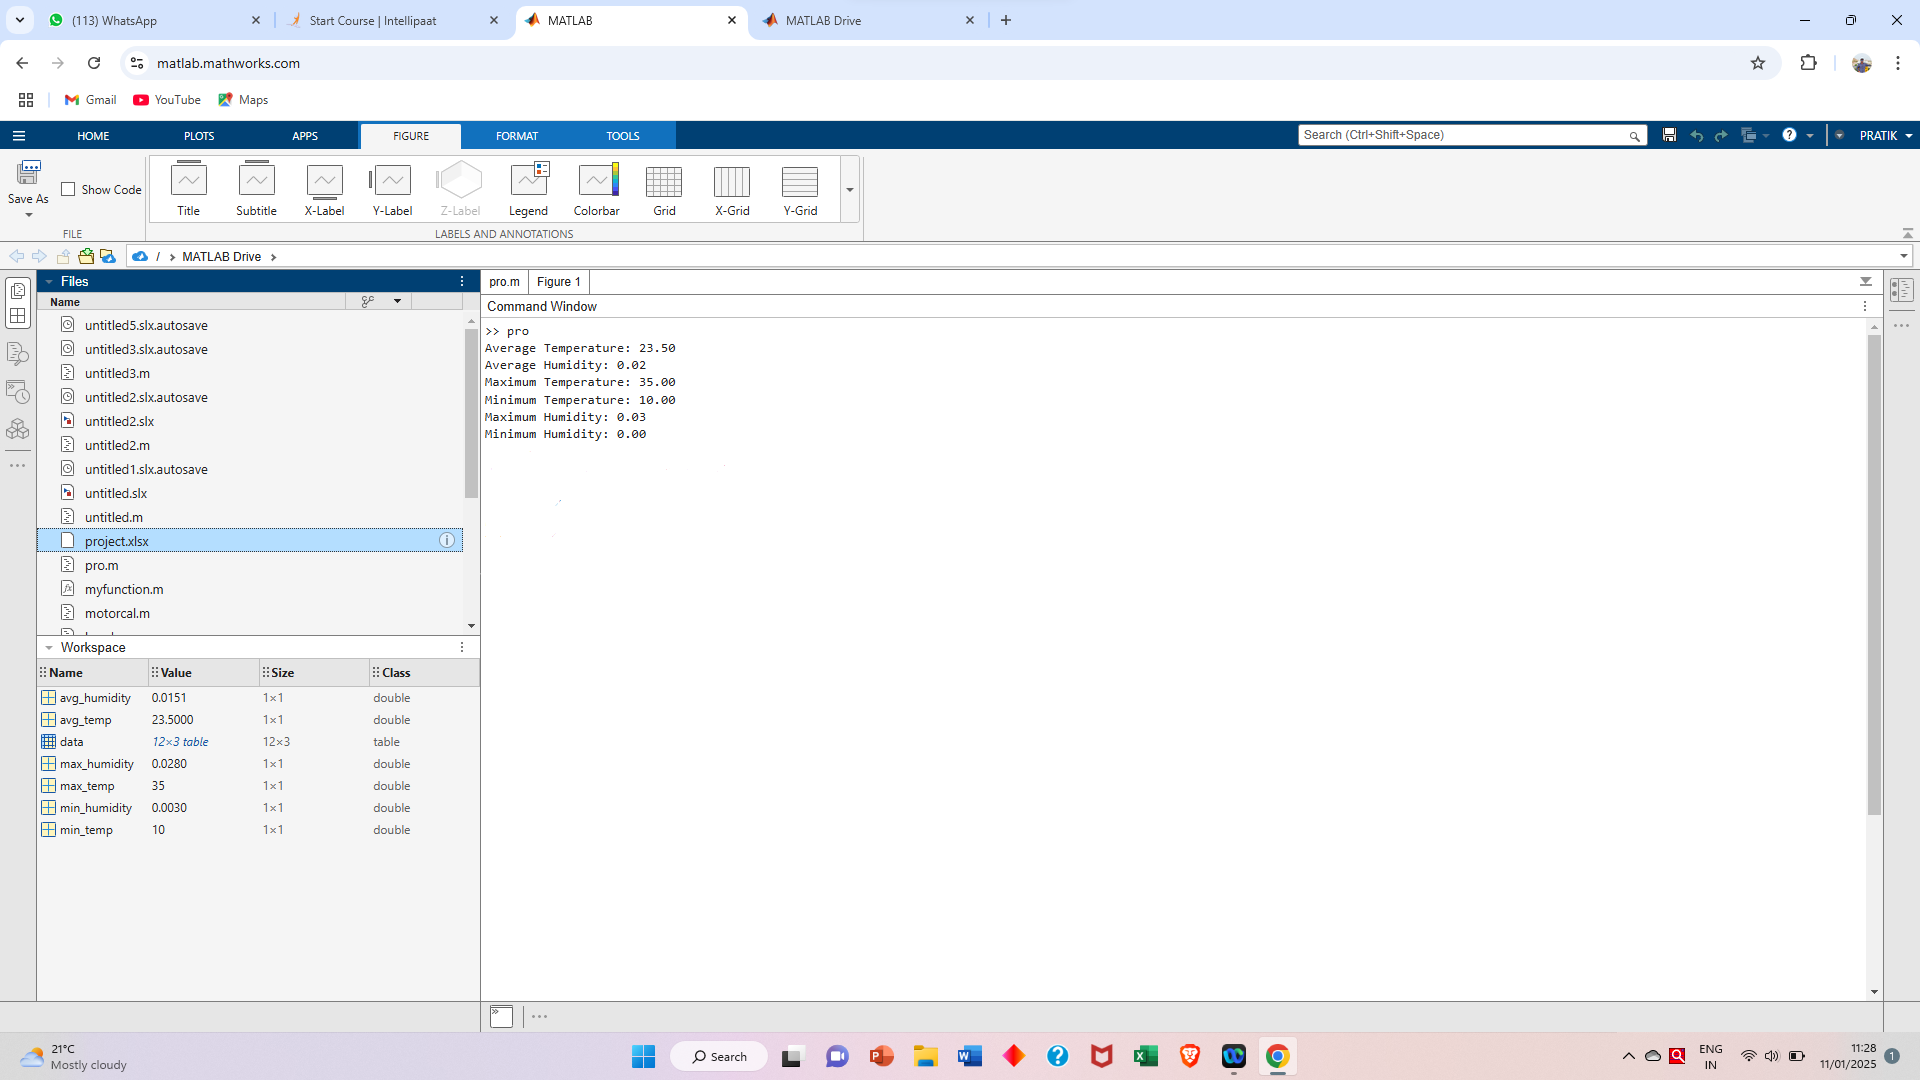 (113) WhatsApp
Start Course | Intellipaat
MATLAB
MATLAB Drive
matlab.mathworks.com
Gmail
YouTube
Maps
HOME
PLOTS
APPS
FIGURE
FORMAT
TOOLS
Search (Ctrl+Shift+Space)
PRATIK
Save As
Show Code
Title
Subtitle
X-Label
Y-Label
Z-Label
Legend
Colorbar
Grid
X-Grid
Y-Grid
FILE
LABELS AND ANNOTATIONS
/ > MATLAB Drive >
Files
Name
untitled5.slx.autosave
untitled3.slx.autosave
untitled3.m
untitled2.slx.autosave
untitled2.slx
untitled2.m
untitled1.slx.autosave
untitled.slx
untitled.m
project.xlsx
pro.m
myfunction.m
motorcal.m
Workspace
Name Value Size Class
avg_humidity 0.0151 1×1 double
avg_temp 23.5000 1×1 double
data 12×3 table 12×3 table
max_humidity 0.0280 1×1 double
max_temp 35 1×1 double
min_humidity 0.0030 1×1 double
min_temp 10 1×1 double
pro.m
Figure 1
Command Window
>> pro
Average Temperature: 23.50
Average Humidity: 0.02
Maximum Temperature: 35.00
Minimum Temperature: 10.00
Maximum Humidity: 0.03
Minimum Humidity: 0.00
21°C
Mostly cloudy
Search
ENG
IN
11:28
11/01/2025
1